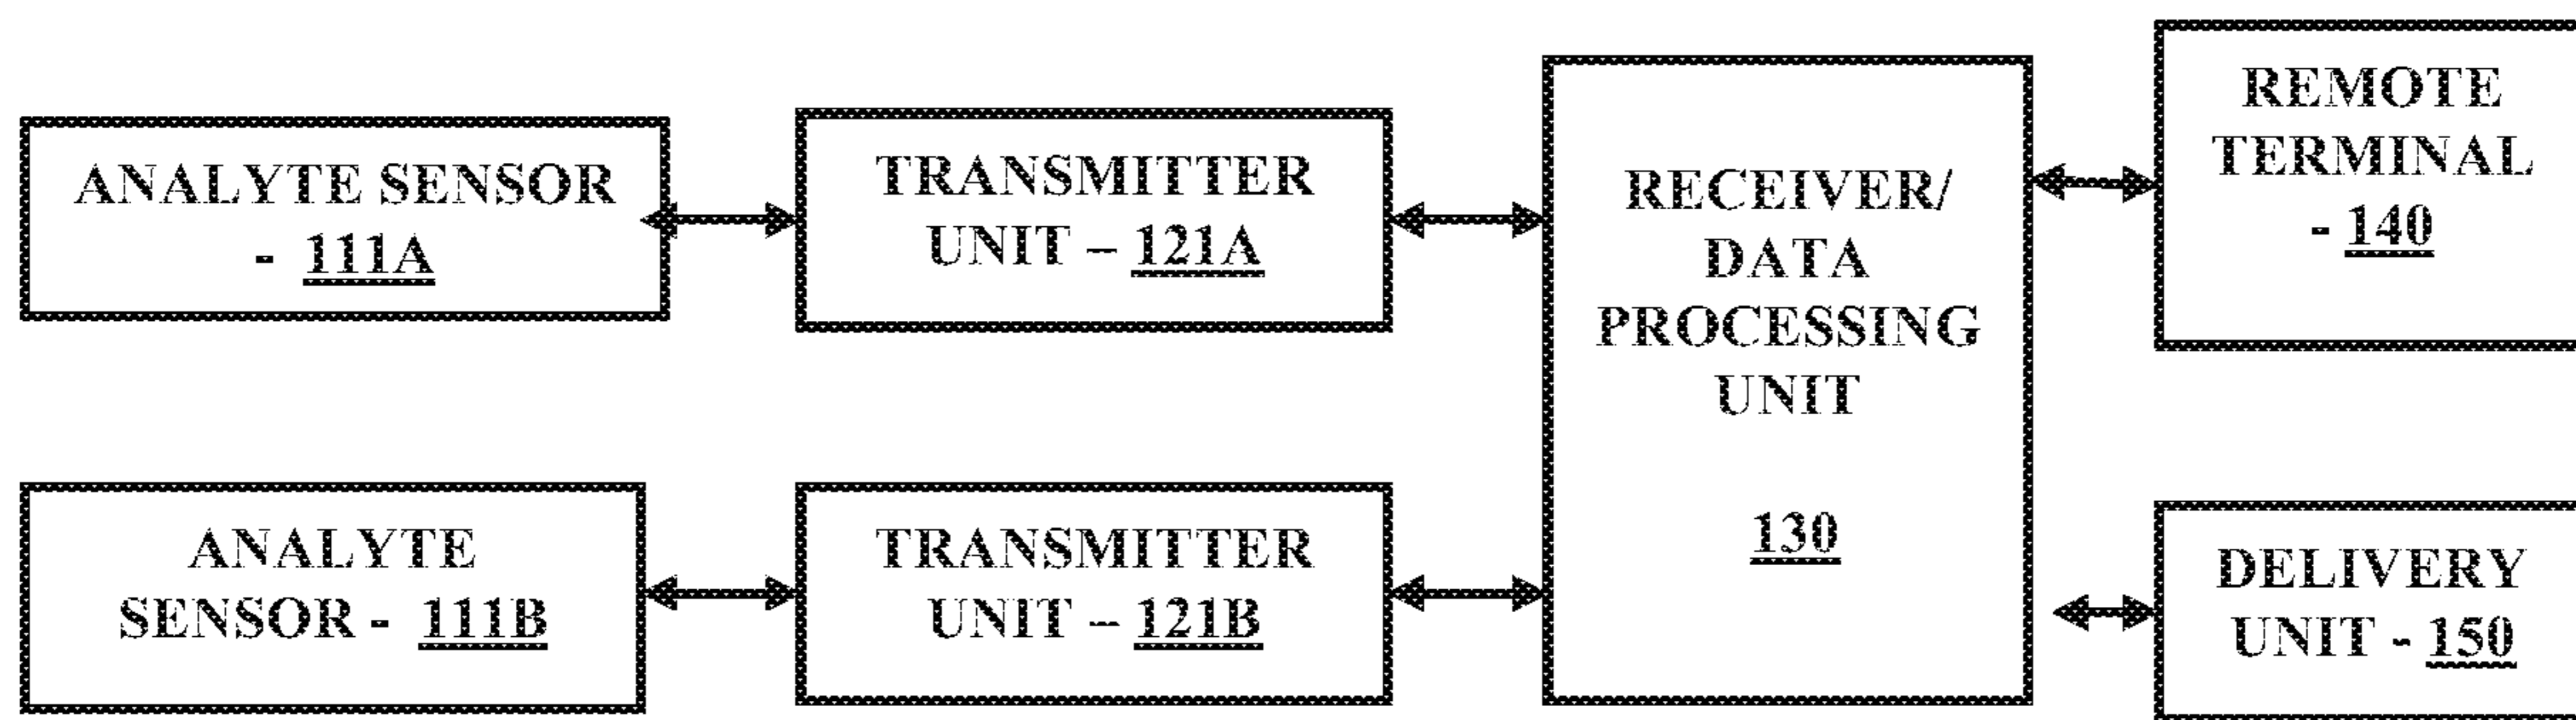 ANALYTE SENSOR
- 111A
TRANSMITTER
UNIT – 121A
RECEIVER/
DATA
PROCESSING
UNIT
130
REMOTE
TERMINAL
- 140
ANALYTE
SENSOR - 111B
TRANSMITTER
UNIT – 121B
DELIVERY
UNIT - 150